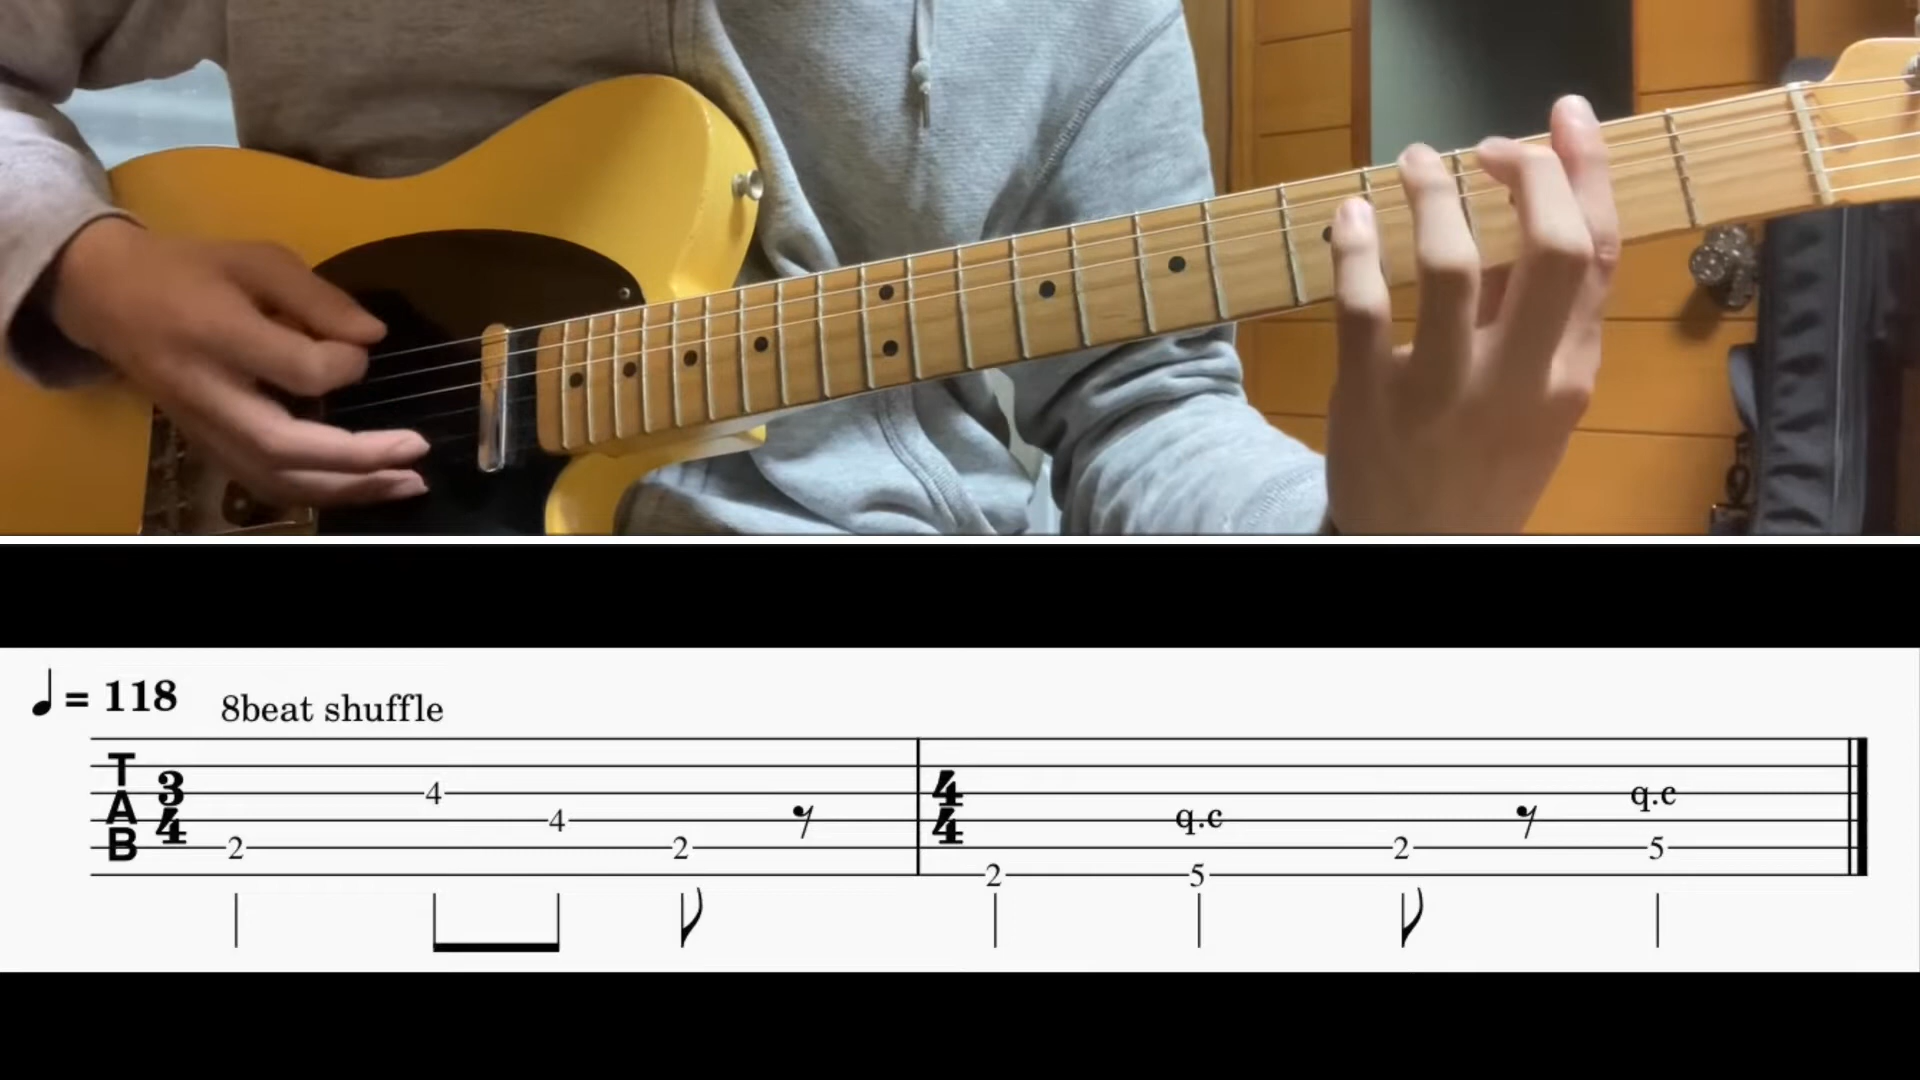 ♩ = 118 8beat shuffle
T
A
B
3
4
2 4 4 2
4
4
q.c q.c
2 5 2 5